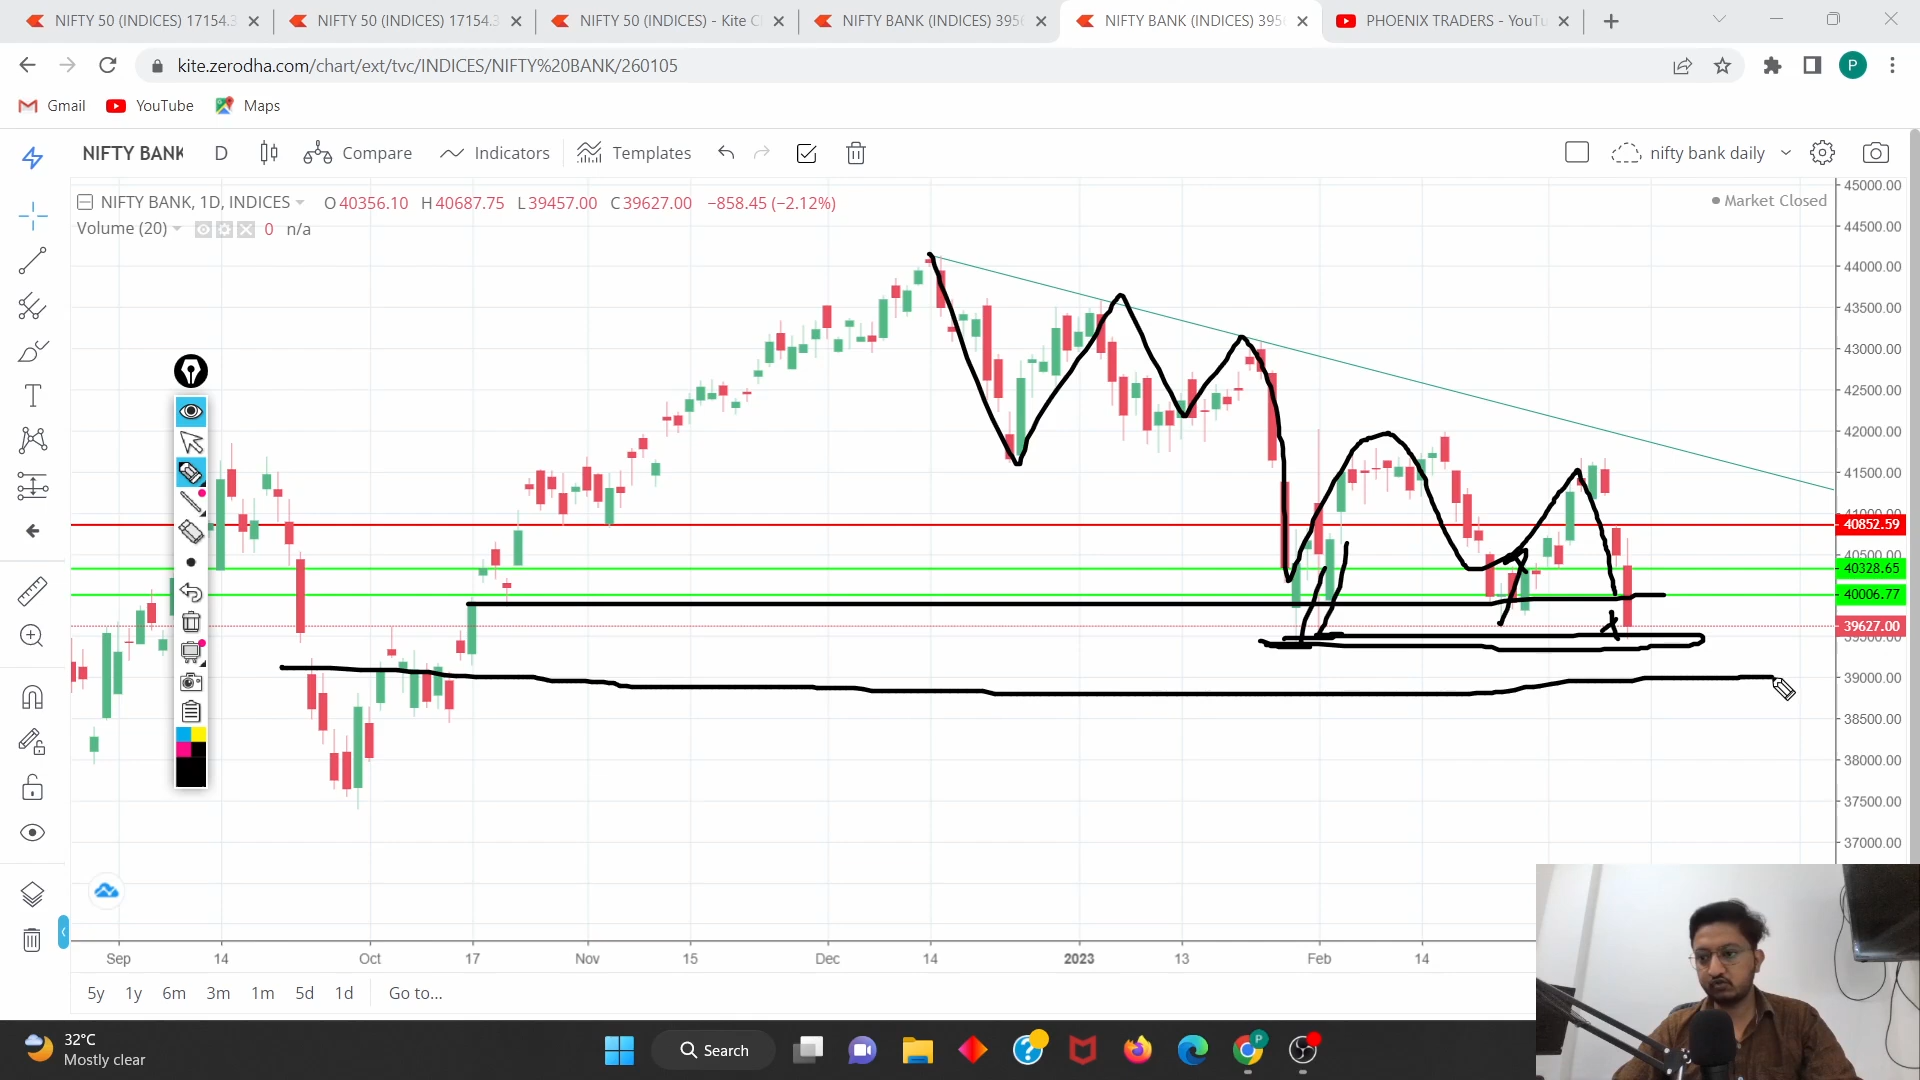 NIFTY 50 (INDICES) 17154.3
NIFTY 50 (INDICES) 17154.3
NIFTY 50 (INDICES) - Kite C
NIFTY BANK (INDICES) 395
NIFTY BANK (INDICES) 395
PHOENIX TRADERS - YouTu
kite.zerodha.com/chart/ext/tvc/INDICES/NIFTY%20BANK/260105
P
Gmail
YouTube
Maps
NIFTY BANK
D
Compare
Indicators
Templates
nifty bank daily
NIFTY BANK, 1D, INDICES O40356.10 H40687.75 L39457.00 C39627.00 −858.45 (−2.12%)
Market Closed
Volume (20) 0 n/a
45000.00
44500.00
44000.00
43500.00
43000.00
42500.00
42000.00
41500.00
40852.59
40500.00
40328.65
40006.77
39627.00
39000.00
38500.00
38000.00
37500.00
37000.00
Sep 14 Oct 17 Nov 15 Dec 14 2023 13 Feb 14
5y 1y 6m 3m 1m 5d 1d Go to...
32°C
Mostly clear
Search